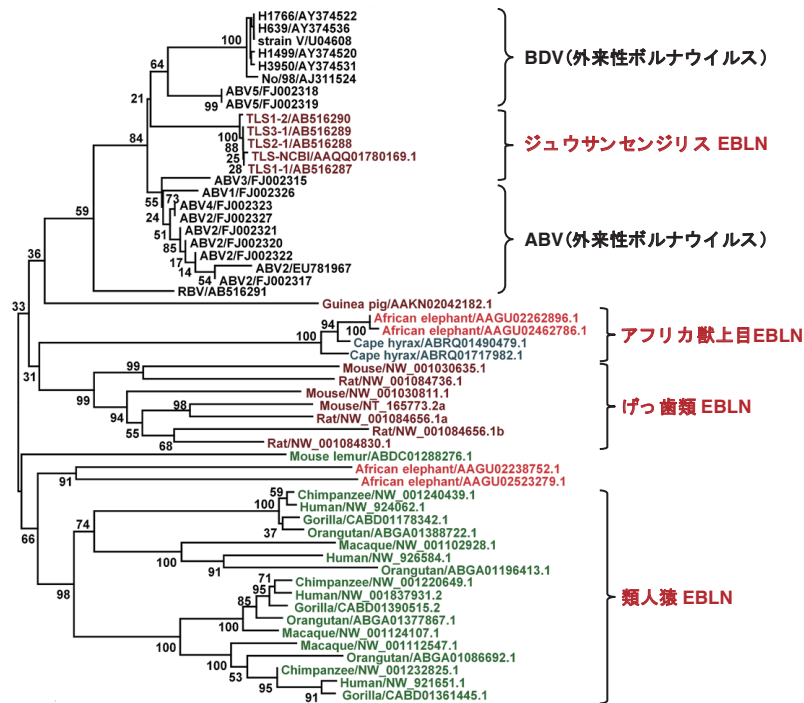 H1766/AY374522
H639/AY374536
strain V/U04608
100
H1499/AY374520
H3950/AY374531
No/98/AJ311524
BDV(外来性ボルナウイルス)
64
ABV5/FJ002318
99
ABV5/FJ002319
21
TLS1-2/AB516290
TLS3-1/AB516289
100
TLS2-1/AB516288
88
TLS-NCBI/AAQQ01780169.1
25
TLS1-1/AB516287
28
ジュウサンセンジリス EBLN
84
ABV3/FJ002315
ABV1/FJ002326
55
73
ABV4/FJ002323
24
ABV2/FJ002327
51
ABV2/FJ002321
85
ABV2/FJ002320
17
ABV2/FJ002322
14
ABV2/EU781967
54
ABV2/FJ002317
ABV(外来性ボルナウイルス)
59
RBV/AB516291
36
Guinea pig/AAKN02042182.1
33
African elephant/AAGU02262896.1
94
100
African elephant/AAGU02462786.1
100
Cape hyrax/ABRQ01490479.1
Cape hyrax/ABRQ01717982.1
アフリカ獣上目EBLN
31
Mouse/NW_001030635.1
99
Rat/NW_001084736.1
99
Mouse/NW_001030811.1
94
Mouse/NT_165773.2a
98
Rat/NW_001084656.1a
55
Rat/NW_001084656.1b
68
Rat/NW_001084830.1
げっ歯類 EBLN
Mouse lemur/ABDC01288276.1
African elephant/AAGU02238752.1
91
African elephant/AAGU02523279.1
66
59
Chimpanzee/NW_001240439.1
100
Human/NW_924062.1
Gorilla/CABD01178342.1
37
Orangutan/ABGA01388722.1
74
Macaque/NW_001102928.1
100
Human/NW_926584.1
91
Orangutan/ABGA01196413.1
98
71
Chimpanzee/NW_001220649.1
95
Human/NW_001837931.2
85
Gorilla/CABD01390515.2
Orangutan/ABGA01377867.1
100
Macaque/NW_001124107.1
100
Macaque/NW_001112547.1
100
Orangutan/ABGA01086692.1
53
Chimpanzee/NW_001232825.1
95
Human/NW_921651.1
91
Gorilla/CABD01361445.1
類人猿 EBLN